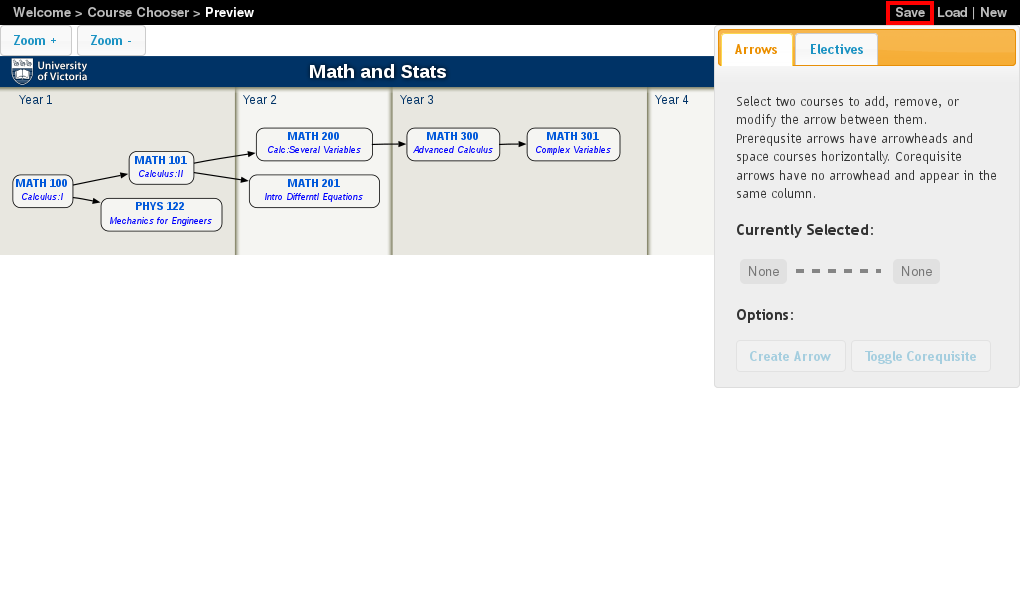 Welcome > Course Chooser > Preview
Save Load | New
Zoom +
Zoom -
University
of Victoria
Math and Stats
Year 1
Year 2
Year 3
Year 4
MATH 100
Calculus:I
MATH 101
Calculus:II
PHYS 122
Mechanics for Engineers
MATH 200
Calc:Several Variables
MATH 201
Intro Differntl Equations
MATH 300
Advanced Calculus
MATH 301
Complex Variables
Arrows
Electives
Select two courses to add, remove, or
modify the arrow between them.
Prerequsite arrows have arrowheads and
space courses horizontally. Corequisite
arrows have no arrowhead and appear in the
same column.
Currently Selected:
None
None
Options:
Create Arrow
Toggle Corequisite